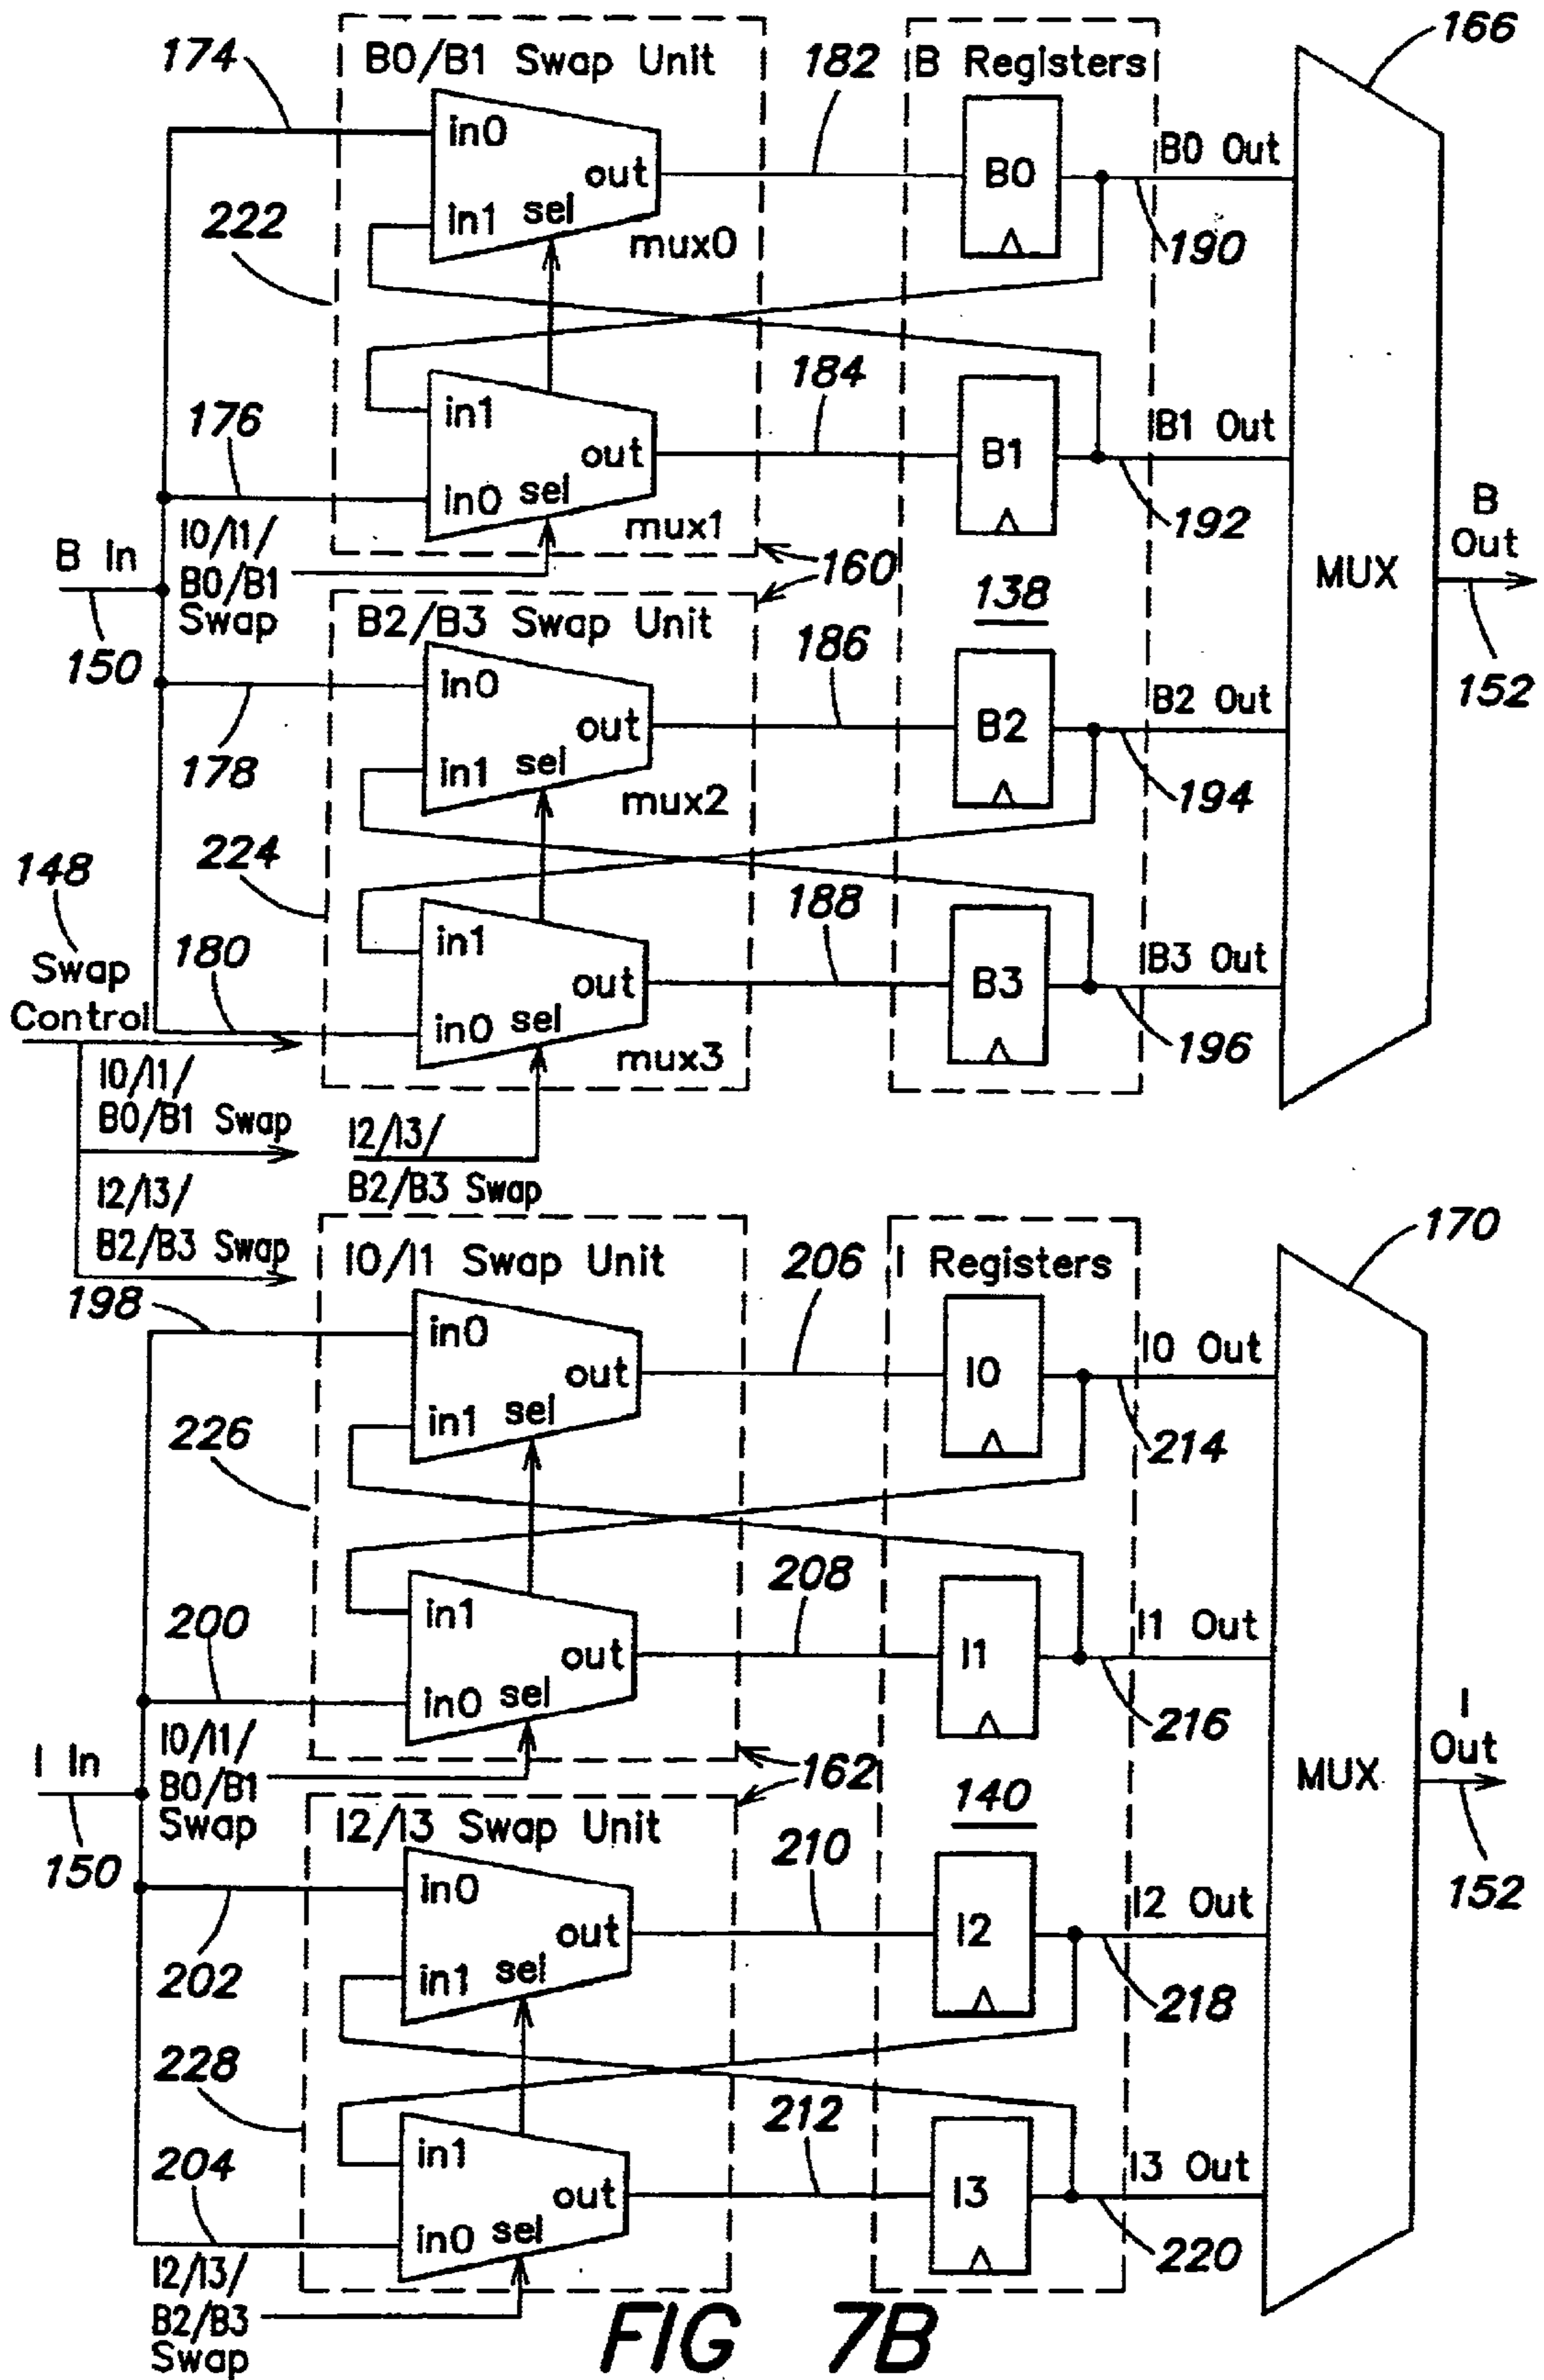 166
174
B0/B1 Swap Unit
182
B Registers
in0
out
B0
B0 Out
222
in1
sel
mux0
190
184
176
in1
out
B1
B1 Out
in0
sel
mux1
192
B In
I0/I1/
B0/B1
Swap
160
138
MUX
B
Out
150
B2/B3 Swap Unit
186
152
in0
out
B2
B2 Out
178
in1
sel
mux2
194
148
224
188
Swap
Control
180
in1
out
B3
B3 Out
in0
sel
mux3
196
I0/I1/
B0/B1 Swap
I2/I3/
B2/B3 Swap
I2/I3/
B2/B3 Swap
170
198
I0/I1 Swap Unit
206
I Registers
in0
out
I0
I0 Out
226
in1
sel
214
208
200
in1
out
I1
I1 Out
in0
sel
216
I In
I0/I1/
B0/B1
Swap
162
140
MUX
I
Out
150
I2/I3 Swap Unit
210
152
in0
out
I2
I2 Out
202
in1
sel
218
228
212
204
in1
out
I3
I3 Out
in0
sel
220
I2/I3/
B2/B3
Swap
FIG 7B